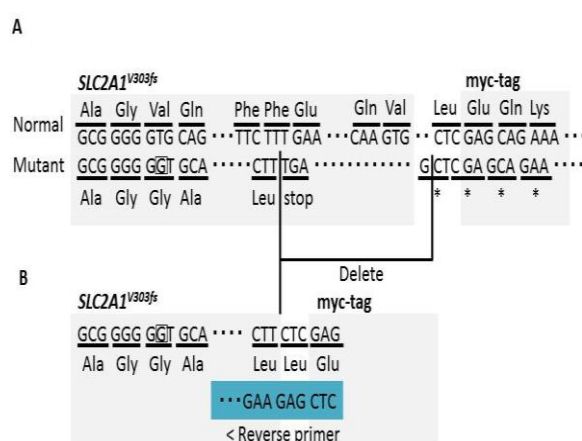 A
SLC2A1V303fs
myc-tag
Ala Gly Val Gln Phe Phe Glu Gln Val Leu Glu Gln Lys
Normal GCG GGG GTG CAG ···TTC TTT GAA ···CAA GTG ··CTC GAG CAG AAA ··
Mutant GCG GGG GGT GCA ····CTT TGA ············GCTC GA GCA GAA ··
Ala Gly Gly Ala Leu stop * * * *
Delete
B
SLC2A1V303fs
myc-tag
GCG GGG GGT GCA ···· CTT CTC GAG
Ala Gly Gly Ala Leu Leu Glu
···GAA GAG CTC
< Reverse primer